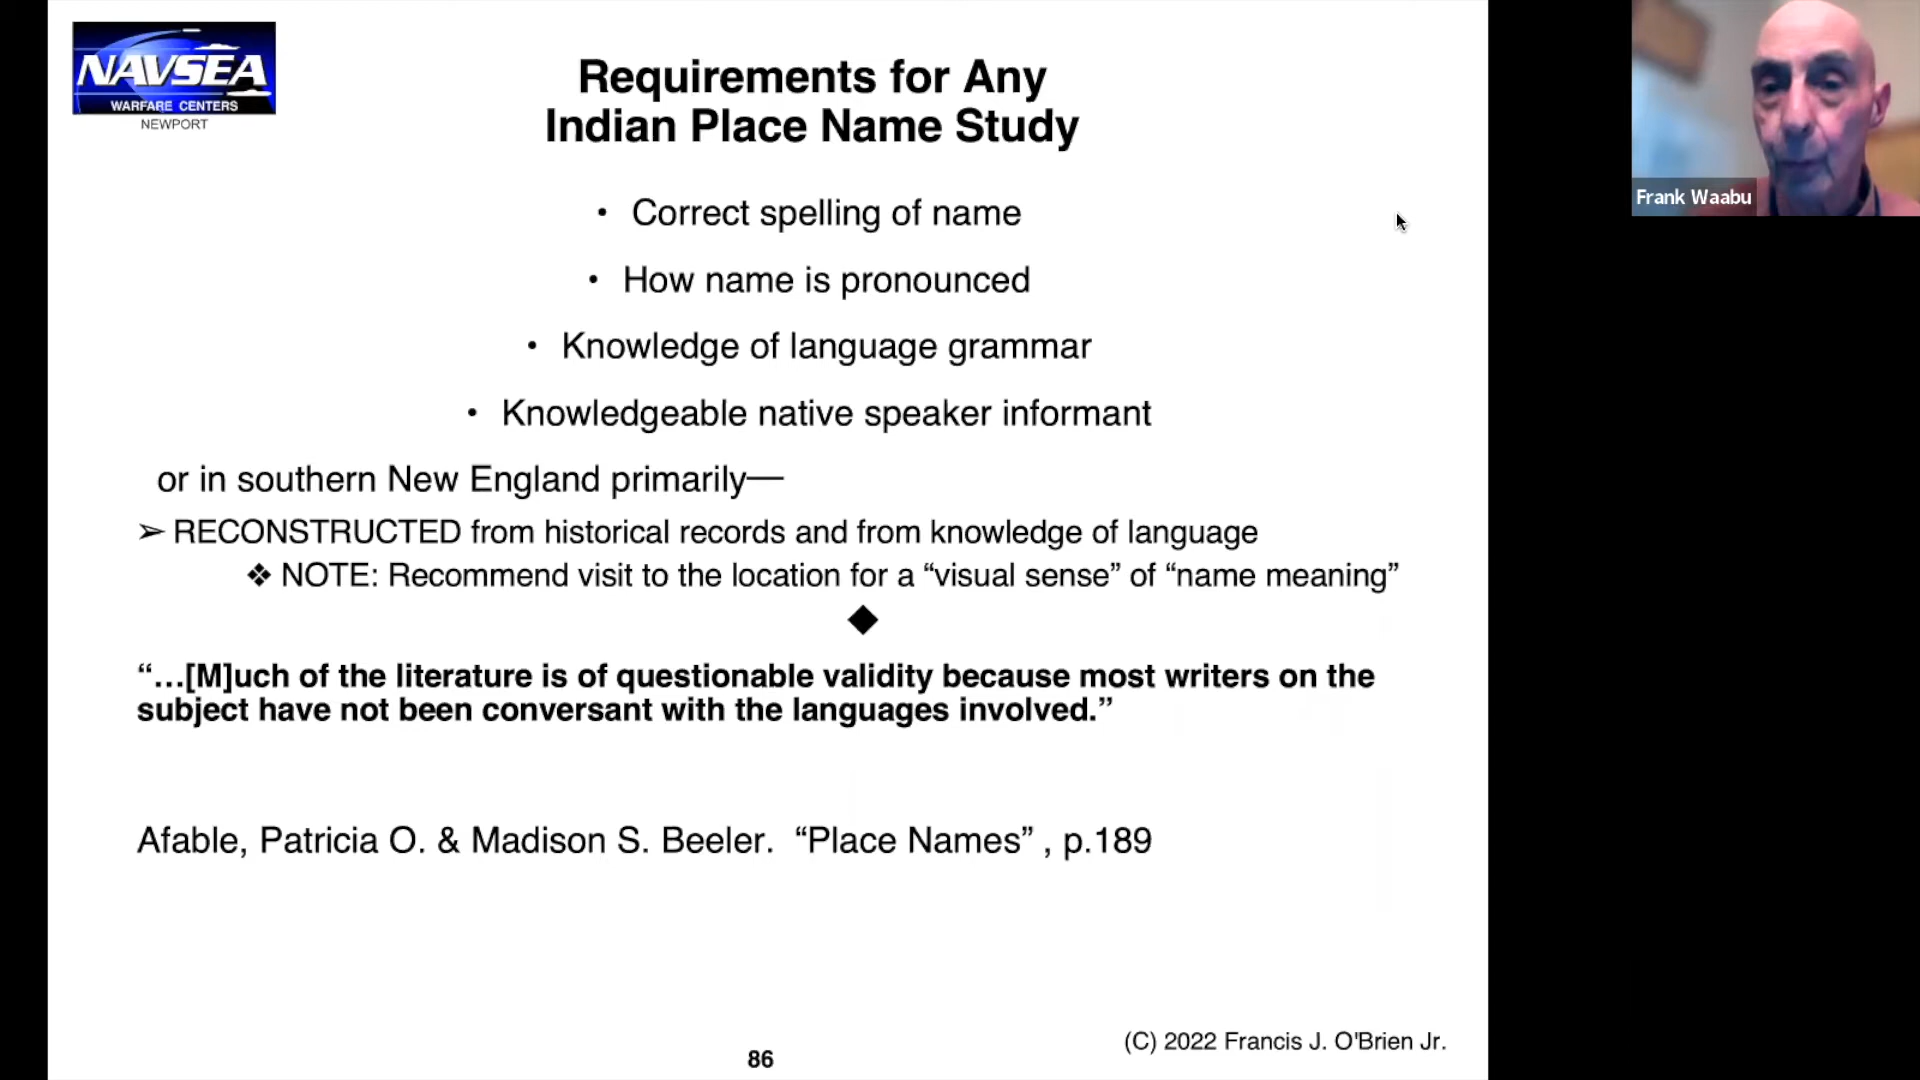 NAVSEA
WARFARE CENTERS
NEWPORT
Requirements for Any
Indian Place Name Study
• Correct spelling of name
• How name is pronounced
• Knowledge of language grammar
• Knowledgeable native speaker informant
or in southern New England primarily—
➢ RECONSTRUCTED from historical records and from knowledge of language
❖ NOTE: Recommend visit to the location for a “visual sense” of “name meaning”
“…[M]uch of the literature is of questionable validity because most writers on the
subject have not been conversant with the languages involved.”
Afable, Patricia O. & Madison S. Beeler. “Place Names” , p.189
(C) 2022 Francis J. O'Brien Jr.
86
Frank Waabu